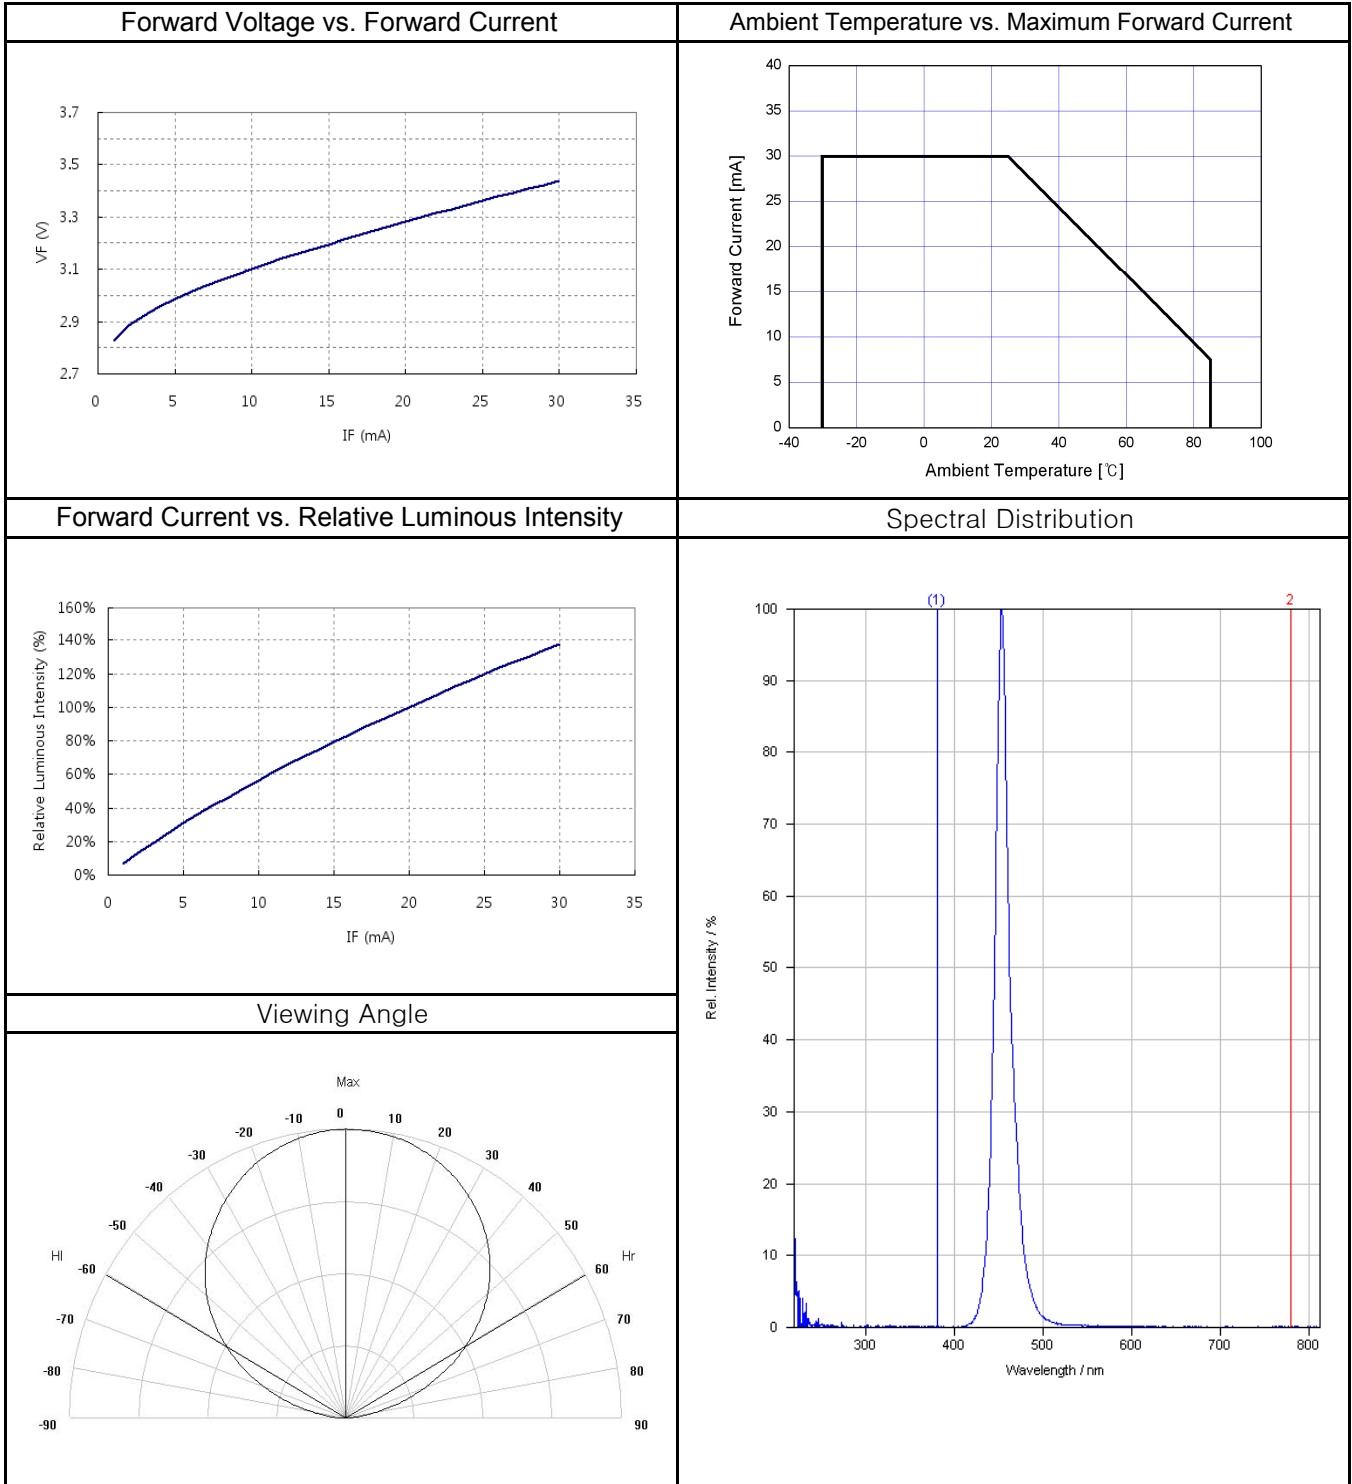 Forward Voltage vs. Forward Current
3.7
3.5
3.3
3.1
2.9
2.7
VF (V)
0 5 10 15 20 25 30 35
IF (mA)
Ambient Temperature vs. Maximum Forward Current
40
35
30
25
20
15
10
5
0
Forward Current [mA]
-40 -20 0 20 40 60 80 100
Ambient Temperature [℃]
Forward Current vs. Relative Luminous Intensity
160%
140%
120%
100%
80%
60%
40%
20%
0%
Relative Luminous Intensity (%)
0 5 10 15 20 25 30 35
IF (mA)
Spectral Distribution
(1) 2
100
90
80
70
60
50
40
30
20
10
0
Rel. Intensity / %
300 400 500 600 700 800
Wavelength / nm
Viewing Angle
Max
-10 0 10
-20 20
-30 30
-40 40
-50 50
Hl Hr
-60 60
-70 70
-80 80
-90 90